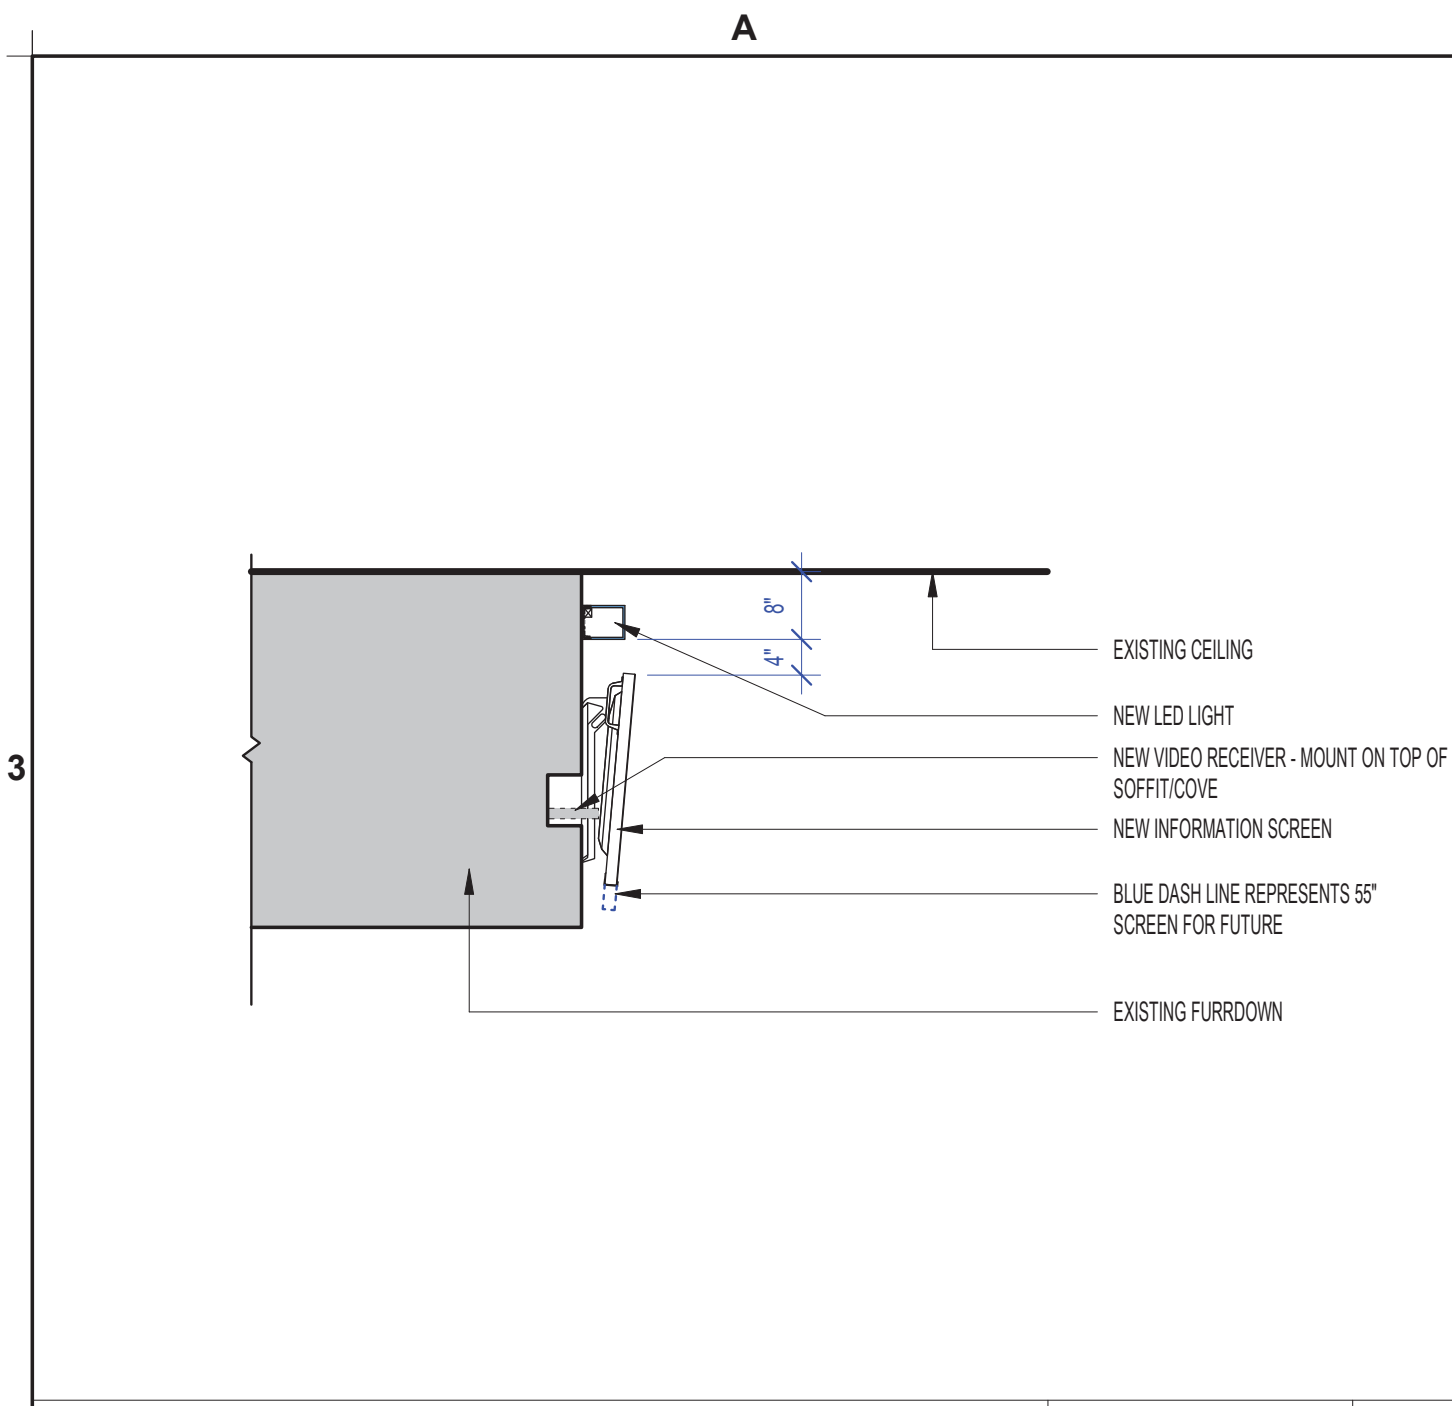 A
8"
4"
EXISTING CEILING
NEW LED LIGHT
3
NEW VIDEO RECEIVER - MOUNT ON TOP OF
SOFFIT/COVE
NEW INFORMATION SCREEN
BLUE DASH LINE REPRESENTS 55"
SCREEN FOR FUTURE
EXISTING FURRDOWN